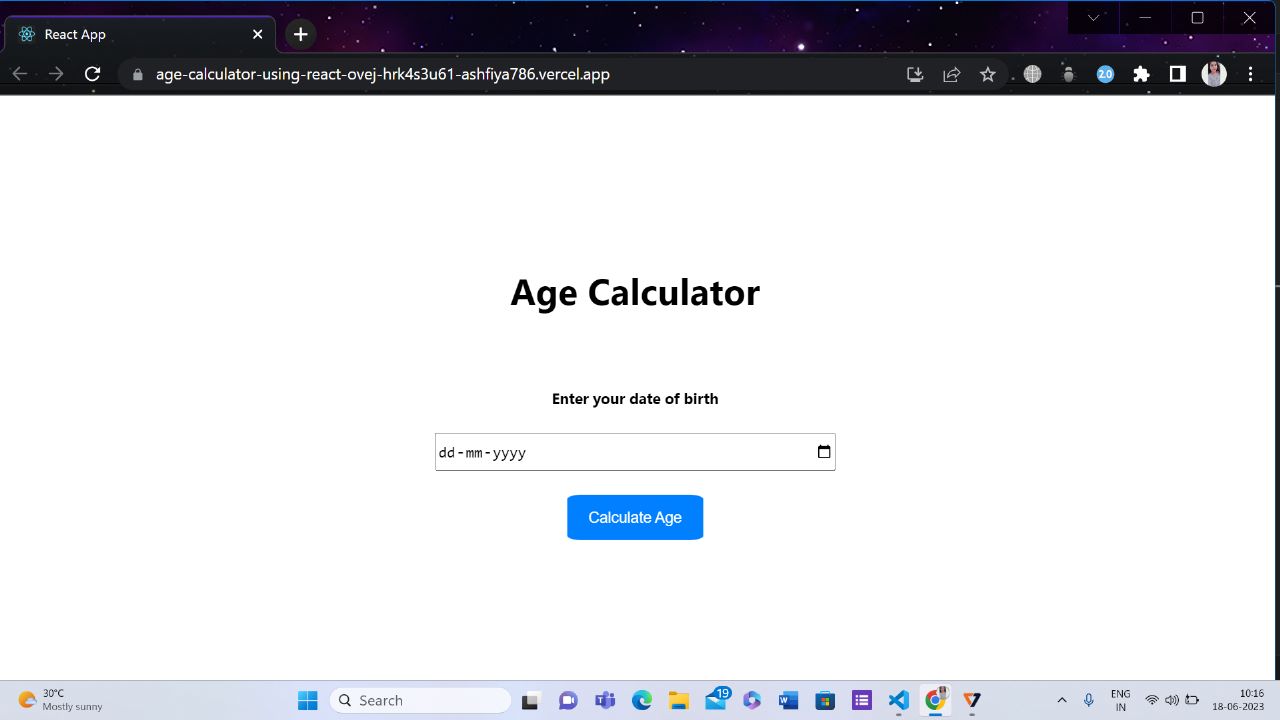 React App
age-calculator-using-react-ovej-hrk4s3u61-ashfiya786.vercel.app
2.0
Age Calculator
Enter your date of birth
dd-mm-yyyy
Calculate Age
30°C
Mostly sunny
Search
19
ENG
IN
10:16
18-06-2023